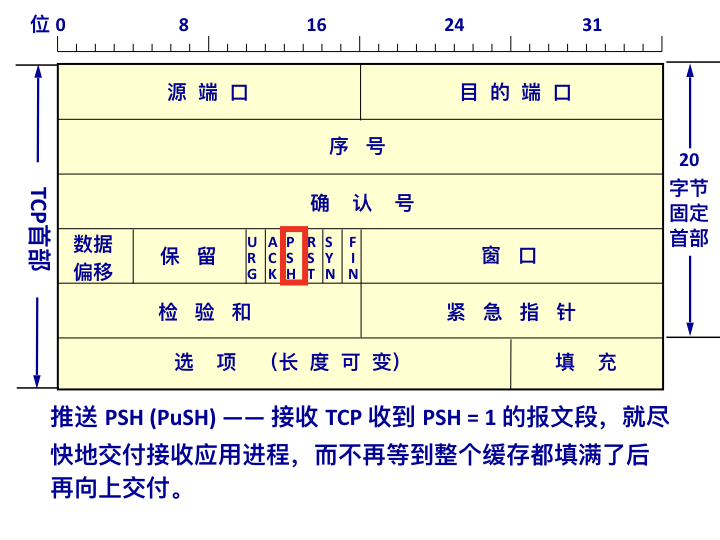 位 0 8 16 24 31
源端口 目的端口
序号
确认号
数据偏移 保留 URG ACK PSH RST SYN FIN 窗口
检验和 紧急指针
选项 （长度可变） 填充
TCP首部
20
字节
固定
首部
推送 PSH (PuSH) —— 接收 TCP 收到 PSH = 1 的报文段，就尽
快地交付接收应用进程，而不再等到整个缓存都填满了后
再向上交付。